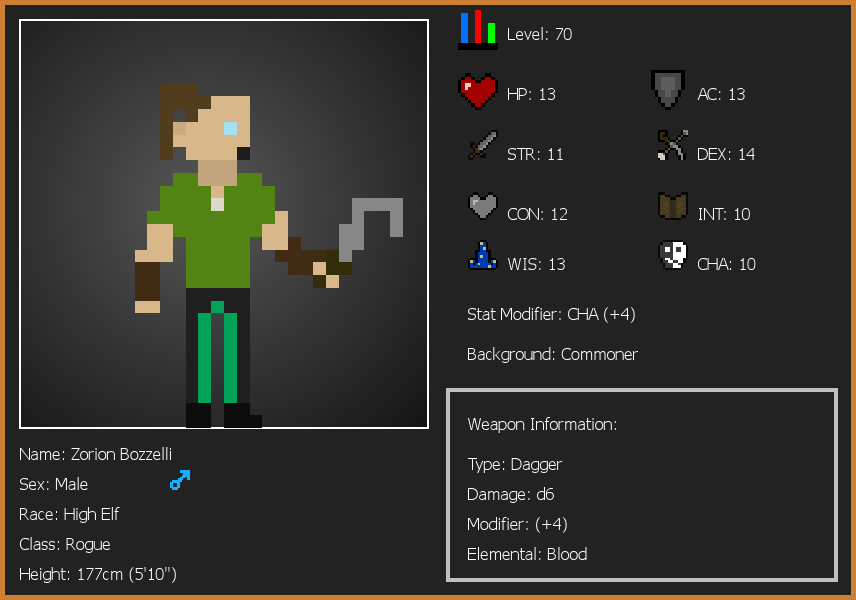 Level: 70
HP: 13
AC: 13
STR: 11
DEX: 14
CON: 12
INT: 10
WIS: 13
CHA: 10
Stat Modifier: CHA (+4)
Background: Commoner
Weapon Information:
Type: Dagger
Damage: d6
Modifier: (+4)
Elemental: Blood
Name: Zorion Bozzelli
Sex: Male
Race: High Elf
Class: Rogue
Height: 177cm (5'10")